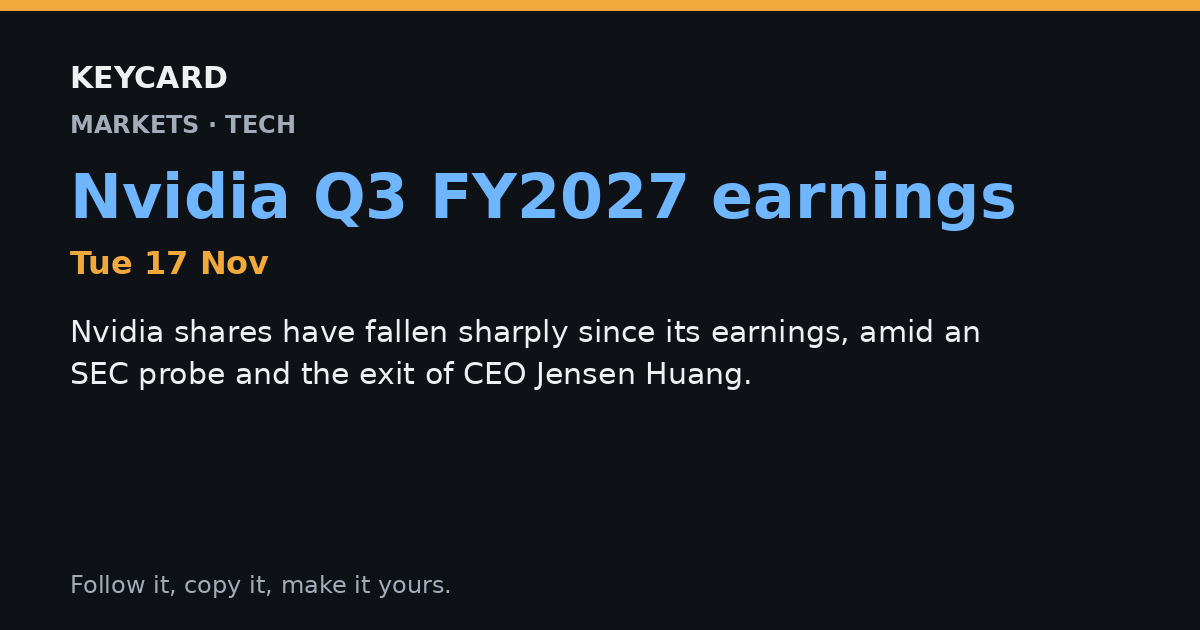 KEYCARD
MARKETS · TECH
Nvidia Q3 FY2027 earnings
Tue 17 Nov
Nvidia shares have fallen sharply since its earnings, amid an
SEC probe and the exit of CEO Jensen Huang.
Follow it, copy it, make it yours.